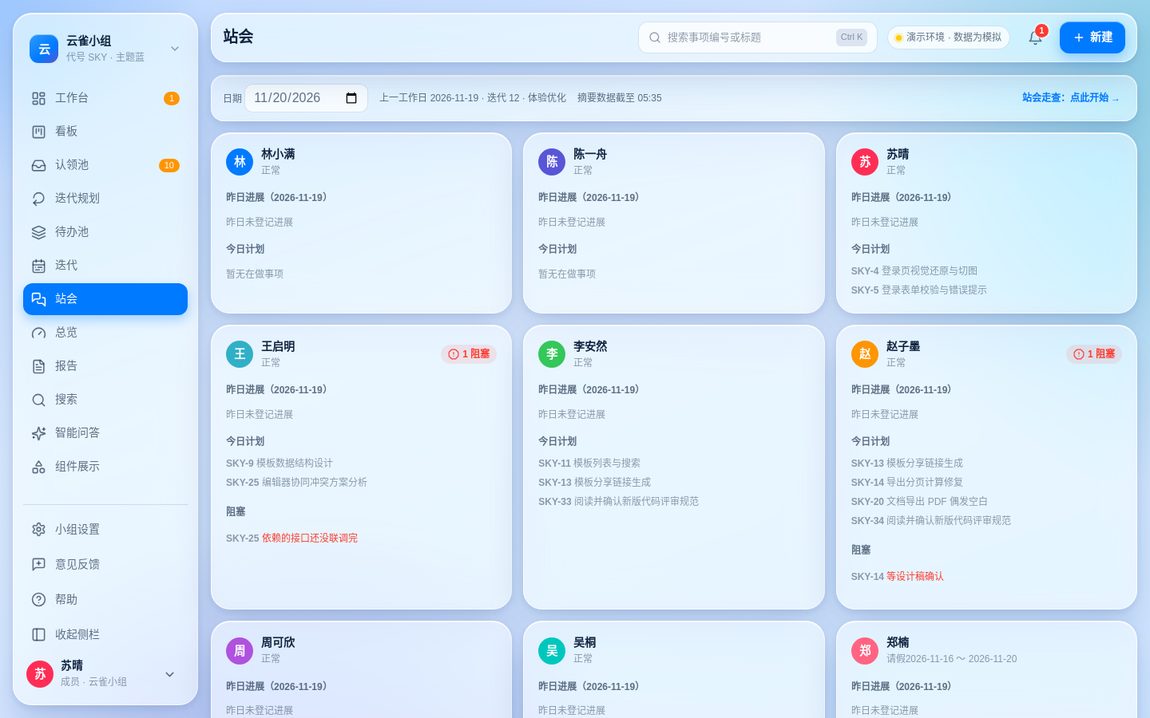 云
云雀小组
代号 SKY · 主题蓝
工作台
1
看板
认领池
10
迭代规划
待办池
迭代
站会
总览
报告
搜索
智能问答
组件展示
小组设置
意见反馈
帮助
收起侧栏
苏
苏晴
成员 · 云雀小组
站会
搜索事项编号或标题
Ctrl K
演示环境 · 数据为模拟
1
新建
日期
11/20/2026
上一工作日 2026-11-19 · 迭代 12 · 体验优化
摘要数据截至 05:35
站会走查：点此开始 →
林
林小满
正常
昨日进展（2026-11-19）
昨日未登记进展
今日计划
暂无在做事项
陈
陈一舟
正常
昨日进展（2026-11-19）
昨日未登记进展
今日计划
暂无在做事项
苏
苏晴
正常
昨日进展（2026-11-19）
昨日未登记进展
今日计划
SKY-4 登录页视觉还原与切图
SKY-5 登录表单校验与错误提示
王
王启明
正常
1 阻塞
昨日进展（2026-11-19）
昨日未登记进展
今日计划
SKY-9 模板数据结构设计
SKY-25 编辑器协同冲突方案分析
阻塞
SKY-25 依赖的接口还没联调完
李
李安然
正常
昨日进展（2026-11-19）
昨日未登记进展
今日计划
SKY-11 模板列表与搜索
SKY-13 模板分享链接生成
SKY-33 阅读并确认新版代码评审规范
赵
赵子墨
正常
1 阻塞
昨日进展（2026-11-19）
昨日未登记进展
今日计划
SKY-13 模板分享链接生成
SKY-14 导出分页计算修复
SKY-20 文档导出 PDF 偶发空白
SKY-34 阅读并确认新版代码评审规范
阻塞
SKY-14 等设计稿确认
周
周可欣
正常
昨日进展（2026-11-19）
昨日未登记进展
吴
吴桐
正常
昨日进展（2026-11-19）
昨日未登记进展
郑
郑楠
请假2026-11-16 ～ 2026-11-20
昨日进展（2026-11-19）
昨日未登记进展